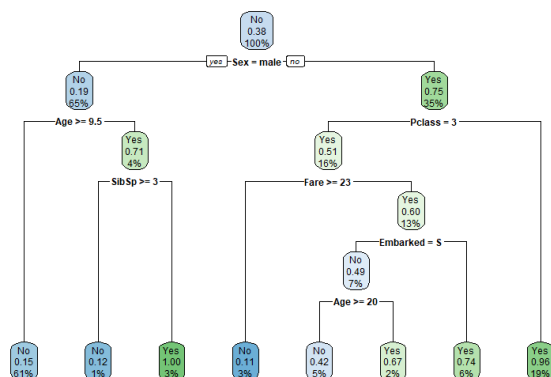 No
0.38
100%
yes Sex = male no
No
0.19
65%
Yes
0.75
35%
Age >= 9.5
Pclass = 3
Yes
0.71
4%
Yes
0.51
16%
SibSp >= 3
Fare >= 23
Yes
0.60
13%
Embarked = S
No
0.49
7%
Age >= 20
No
0.15
61%
No
0.12
1%
Yes
1.00
3%
No
0.11
3%
No
0.42
5%
Yes
0.67
2%
Yes
0.74
6%
Yes
0.96
19%